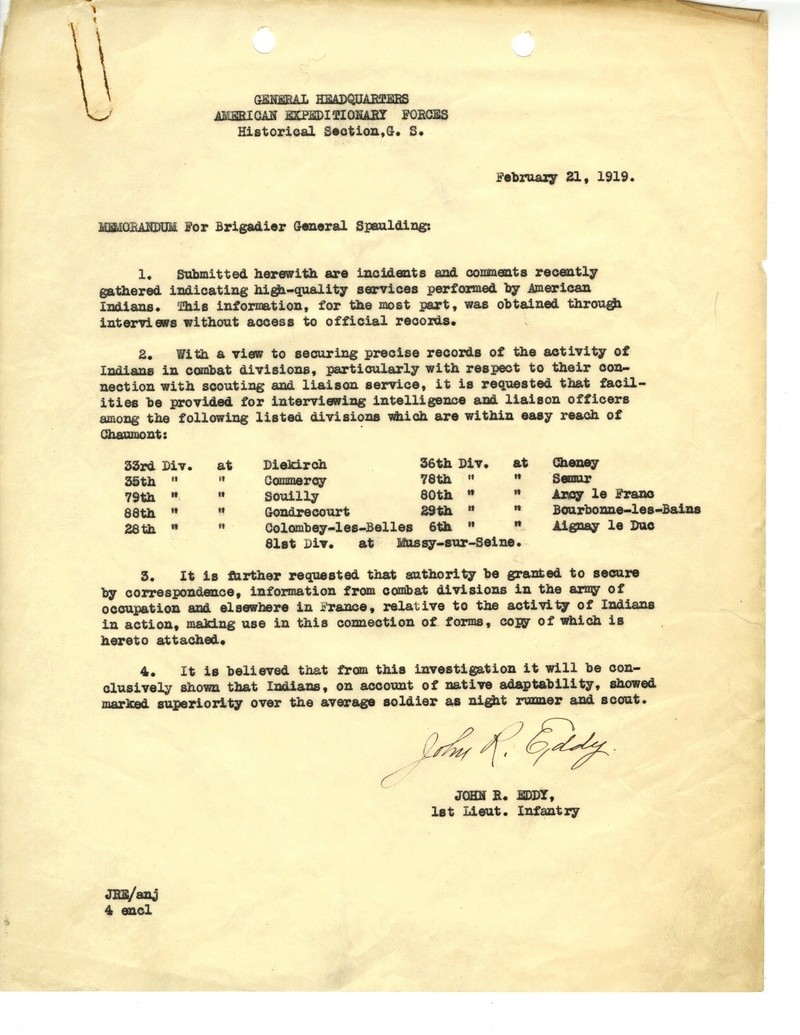 GENERAL HEADQUARTERS
AMERICAN EXPEDITIONARY FORCES
Historical Section,G. S.
February 21, 1919.
MEMORANDUM For Brigadier General Spaulding:
1. Submitted herewith are incidents and comments recently
gathered indicating high-quality services performed by American
Indians. This information, for the most part, was obtained through
interviews without access to official records.
2. With a view to securing precise records of the activity of
Indians in combat divisions, particularly with respect to their con-
nection with scouting and liaison service, it is requested that facil-
ities be provided for interviewing intelligence and liaison officers
among the following listed divisions which are within easy reach of
Chaumont:
33rd Div. at Diekirch 36th Div. at Cheney
35th " " Commercy 78th " " Semur
79th " " Souilly 80th " " Ancy le Franc
88th " " Gondrecourt 29th " " Bourbonne-les-Bains
28th " " Colombey-les-Belles 6th " " Aignay le Duc
81st Div. at Mussy-sur-Seine.
3. It is further requested that authority be granted to secure
by correspondence, information from combat divisions in the army of
occupation and elsewhere in France, relative to the activity of Indians
in action, making use in this connection of forms, copy of which is
hereto attached.
4. It is believed that from this investigation it will be con-
clusively shown that Indians, on account of native adaptability, showed
marked superiority over the average soldier as night runner and scout.
John R. Eddy.
JOHN R. EDDY,
1st Lieut. Infantry
JRE/anj
4 encl